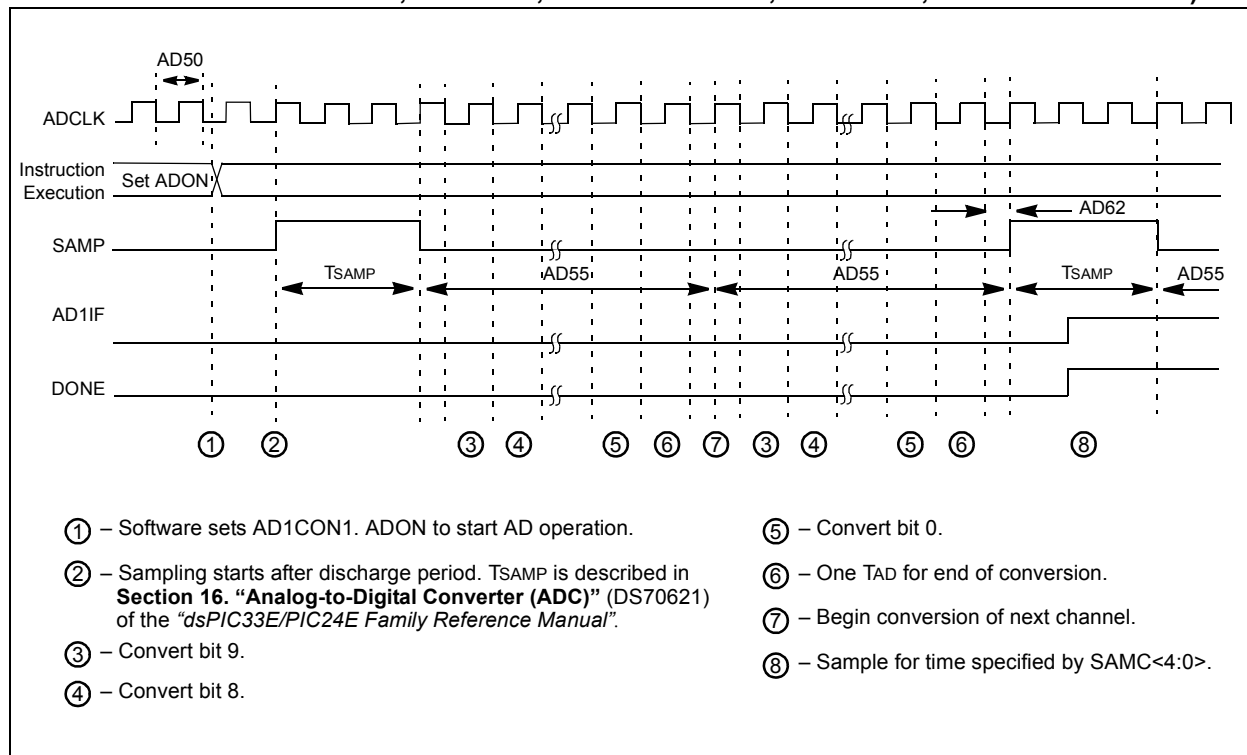 AD50
ADCLK
Instruction
Execution
Set ADON
AD62
SAMP
TSAMP
AD55
AD55
TSAMP
AD55
AD1IF
DONE
1 2 3 4 5 6 7 3 4 5 6 8
1 – Software sets AD1CON1. ADON to start AD operation.
2 – Sampling starts after discharge period. TSAMP is described in
Section 16. “Analog-to-Digital Converter (ADC)” (DS70621)
of the “dsPIC33E/PIC24E Family Reference Manual”.
3 – Convert bit 9.
4 – Convert bit 8.
5 – Convert bit 0.
6 – One TAD for end of conversion.
7 – Begin conversion of next channel.
8 – Sample for time specified by SAMC<4:0>.